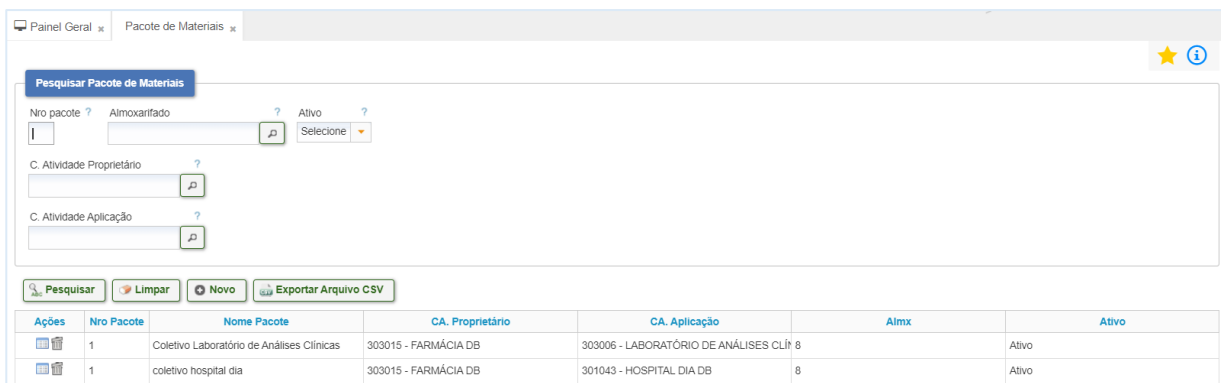 Painel Geral x Pacote de Materiais x
Pesquisar Pacote de Materiais
Nro pacote ? Almoxarifado ? Ativo ?
Selecione
C. Atividade Proprietário ?
C. Atividade Aplicação ?
Pesquisar Limpar Novo Exportar Arquivo CSV
Ações Nro Pacote Nome Pacote CA. Proprietário CA. Aplicação Almx Ativo
1 Coletivo Laboratório de Análises Clínicas 303015 - FARMÁCIA DB 303006 - LABORATÓRIO DE ANÁLISES CLÍN 8 Ativo
1 coletivo hospital dia 303015 - FARMÁCIA DB 301043 - HOSPITAL DIA DB 8 Ativo